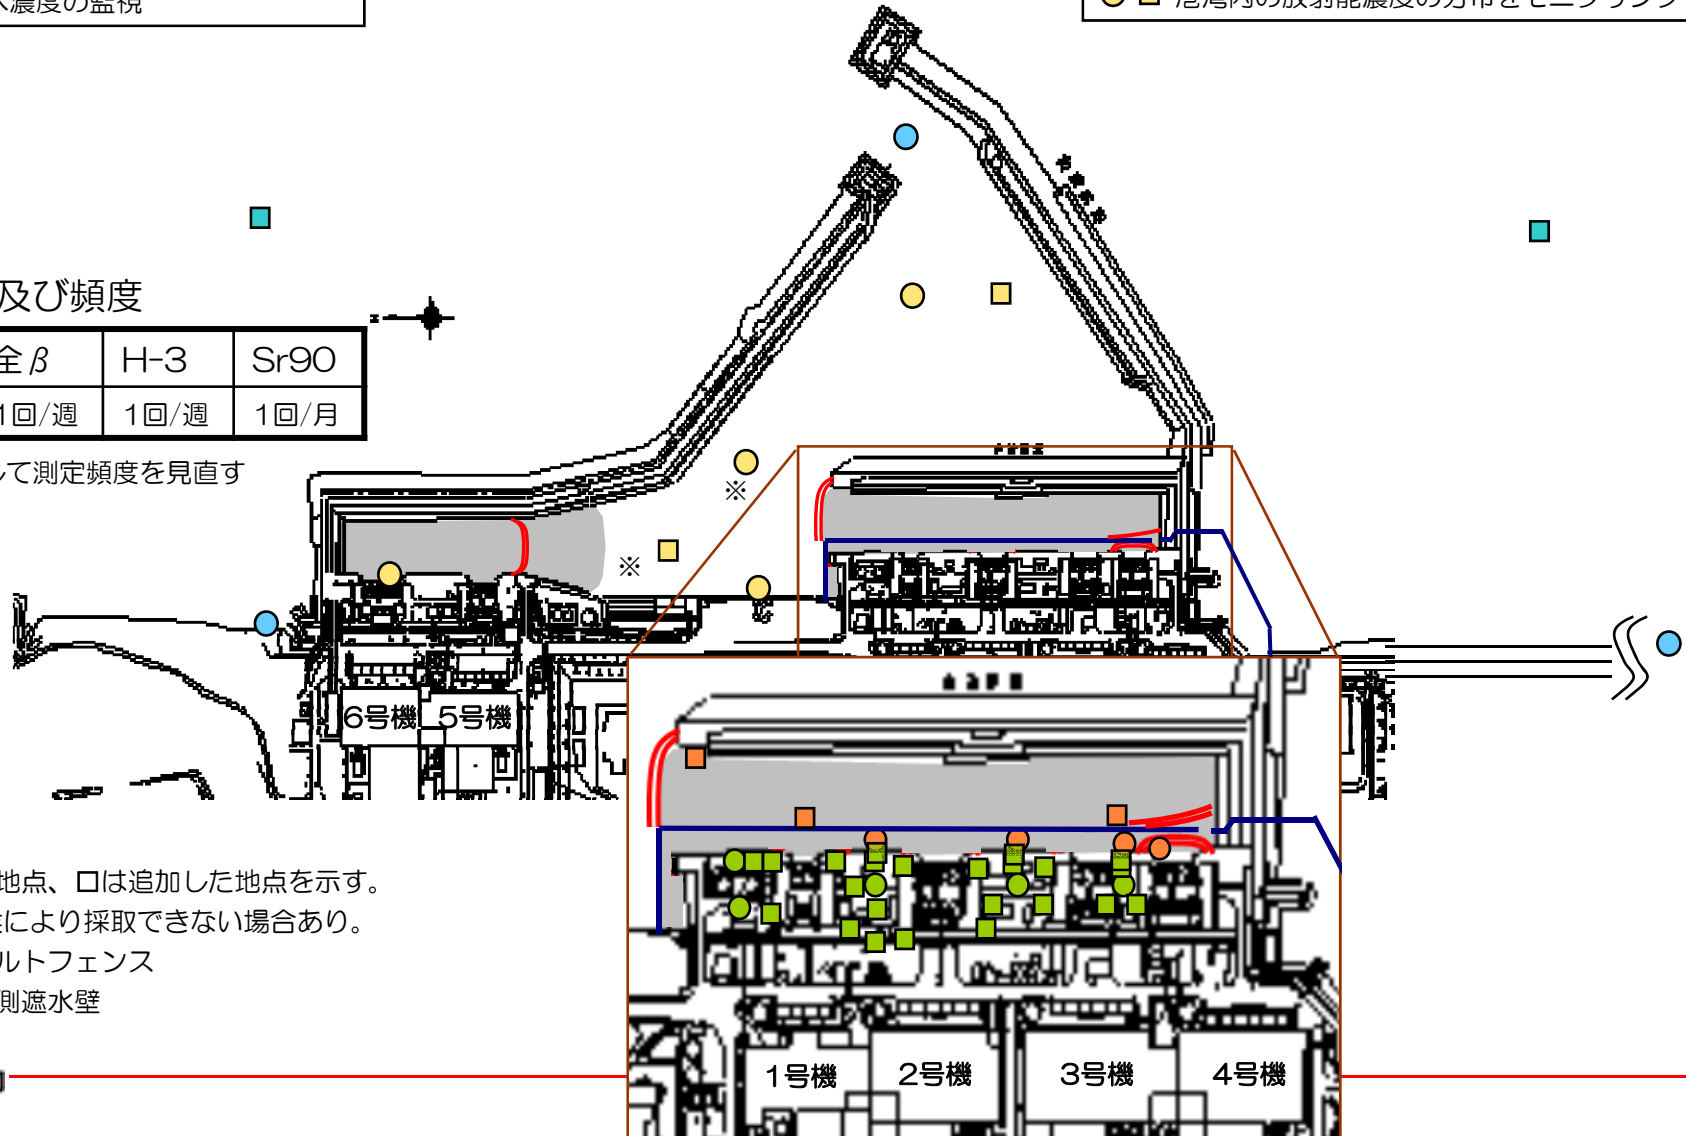 水濃度の監視
港湾内の放射能濃度の分布をモニタリング
及び頻度
全β H-3 Sr90
1回/週 1回/週 1回/月
して測定頻度を見直す
※
※
6号機 5号機
地点、□は追加した地点を示す。
により採取できない場合あり。
ルトフェンス
側遮水壁
1号機 2号機 3号機 4号機